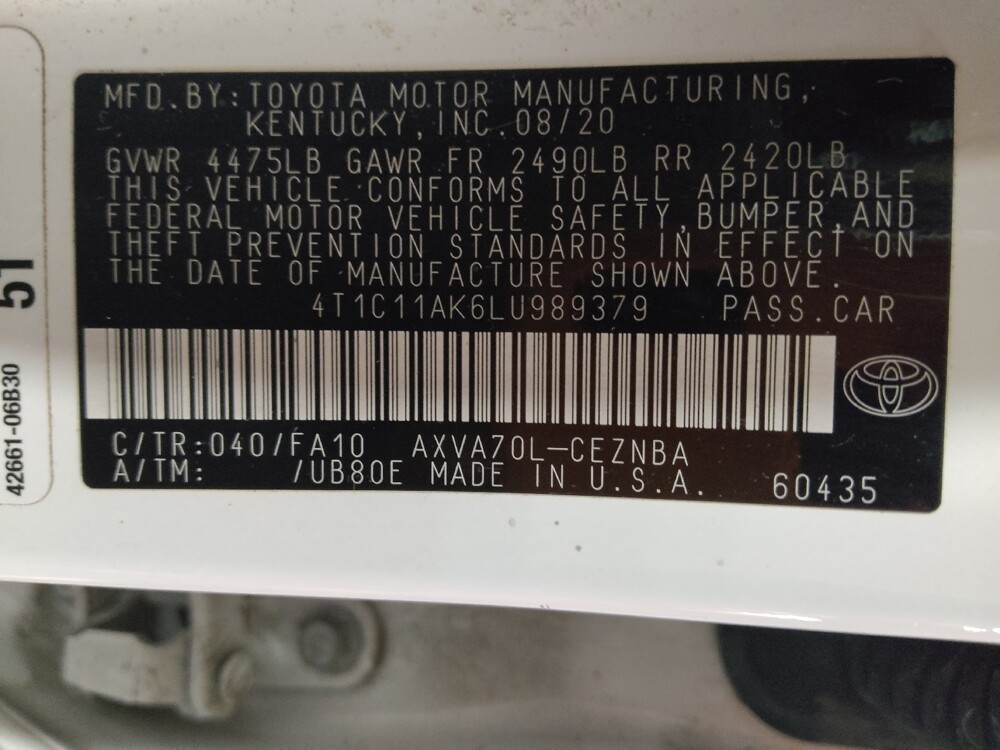 MFD.BY:TOYOTA MOTOR MANUFACTURING,
KENTUCKY,INC.08/20
GVWR 4475LB GAWR FR 2490LB RR 2420LB
THIS VEHICLE CONFORMS TO ALL APPLICABLE
FEDERAL MOTOR VEHICLE SAFETY,BUMPER,AND
THEFT PREVENTION STANDARDS IN EFFECT ON
THE DATE OF MANUFACTURE SHOWN ABOVE.
4T1C11AK6LU989379 PASS.CAR
C/TR:040/FA10 AXVA70L-CEZNBA
A/TM: /UB80E MADE IN U.S.A. 60435
51
42661-06B30